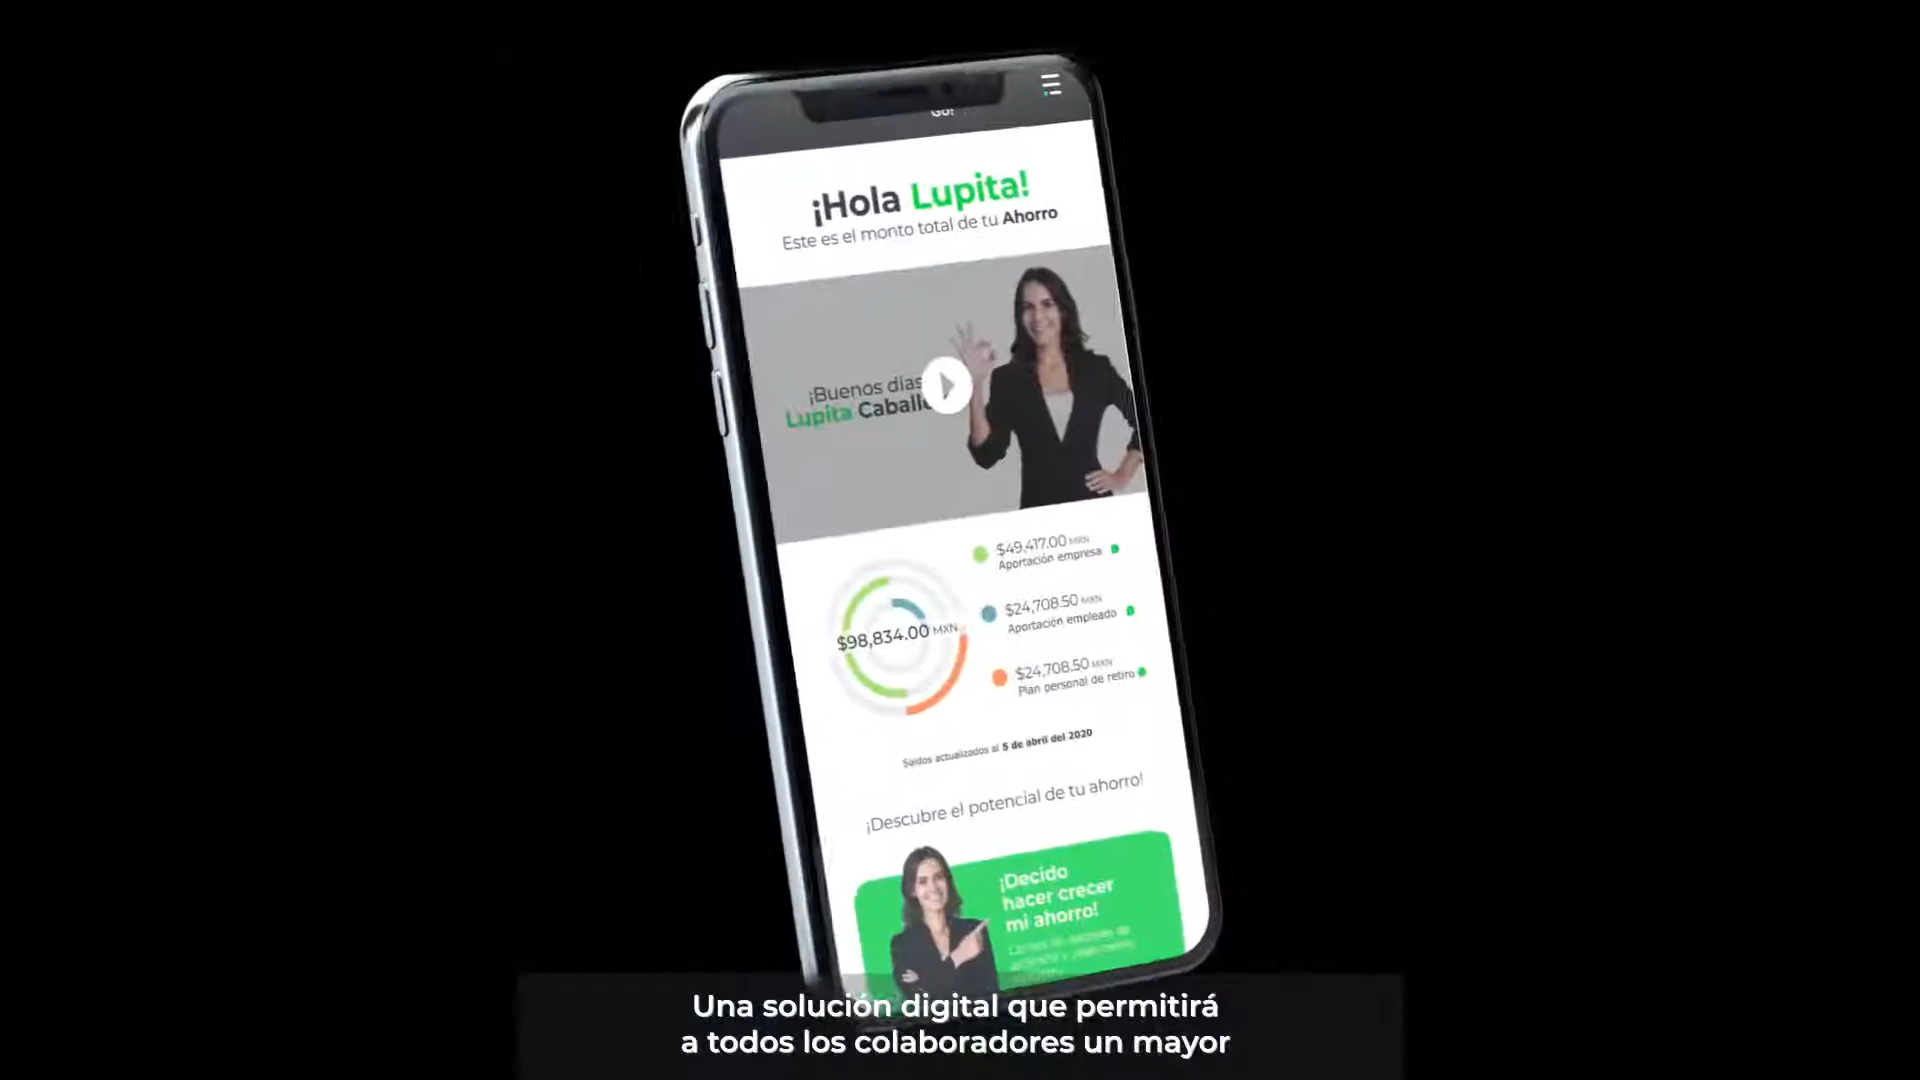 Go!
¡Hola Lupita!
Este es el monto total de tu Ahorro
¡Buenos días
Lupita
$49,417.00 MXN
Aportación empresa
$24,708.50 MXN
Aportación empleado
$98,834.00 MXN
$24,708.50 MXN
Plan personal de retiro
Saldos actualizados al 5 de abril del 2020
¡Descubre el potencial de tu ahorro!
¡Decido
hacer crecer
mi ahorro!
Una solución digital que permitirá
a todos los colaboradores un mayor